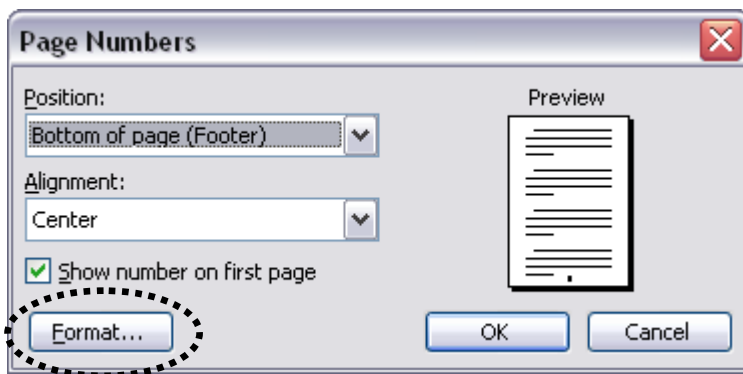 Page Numbers
Position:
Preview
Bottom of page (Footer)
Alignment:
Center
Show number on first page
Format...
OK
Cancel